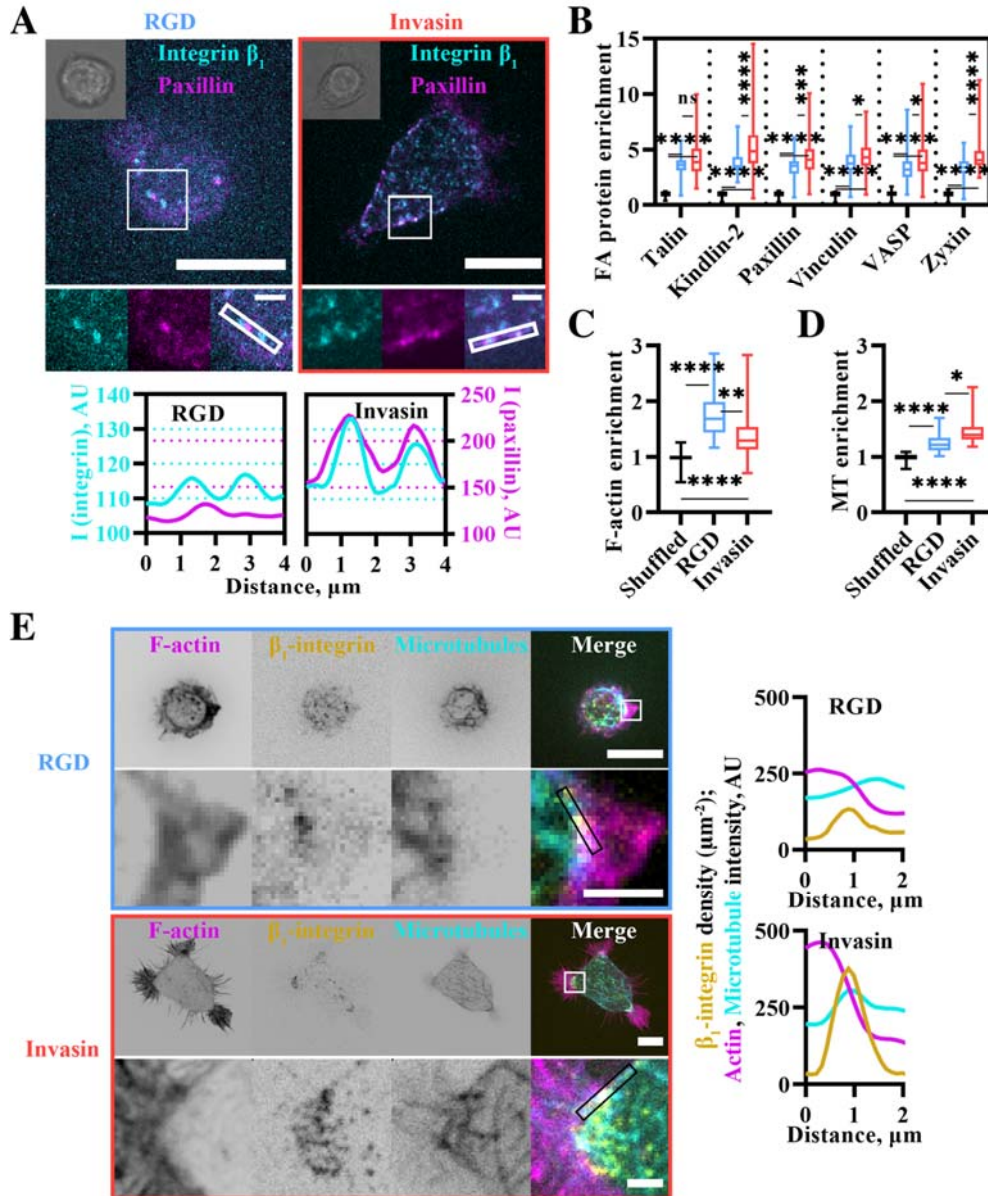 A
RGD
Invasin
Integrin β1
Paxillin
Integrin β1
Paxillin
I (integrin), AU
140
130
120
110
100
RGD
Invasin
250
200
150
100
I (paxillin), AU
0 1 2 3 4
0 1 2 3 4
Distance, µm
B
FA protein enrichment
15
10
5
0
ns
****
****
****
***
****
*
****
*
****
****
****
Talin
Kindlin-2
Paxillin
Vinculin
VASP
Zyxin
C
F-actin enrichment
3
2
1
0
****
**
****
Shuffled
RGD
Invasin
D
MT enrichment
3
2
1
0
****
*
****
Shuffled
RGD
Invasin
E
RGD
F-actin
β1-integrin
Microtubules
Merge
Invasin
F-actin
β1-integrin
Microtubules
Merge
β1-integrin density (µm-2);
Actin, Microtubule intensity, AU
500
250
0
RGD
0 1 2
Distance, µm
500
250
0
Invasin
0 1 2
Distance, µm